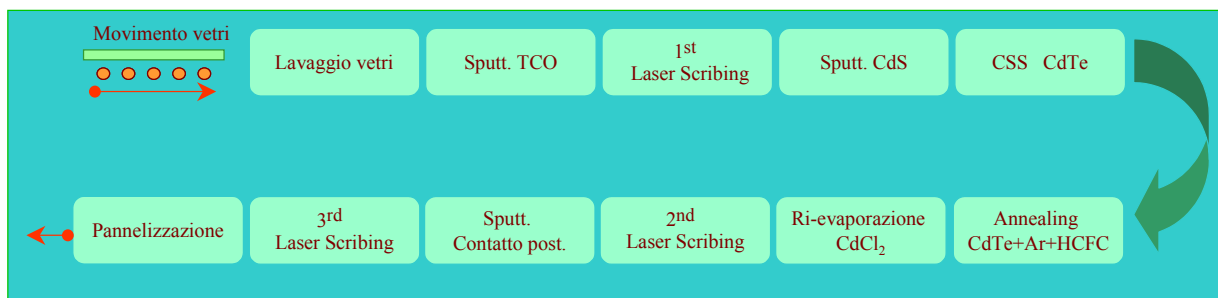 Movimento vetri
Lavaggio vetri
Sputt. TCO
1st
Laser Scribing
Sputt. CdS
CSS CdTe
Annealing
CdTe+Ar+HCFC
Ri-evaporazione
CdCl2
2nd
Laser Scribing
Sputt.
Contatto post.
3rd
Laser Scribing
Pannelizzazione